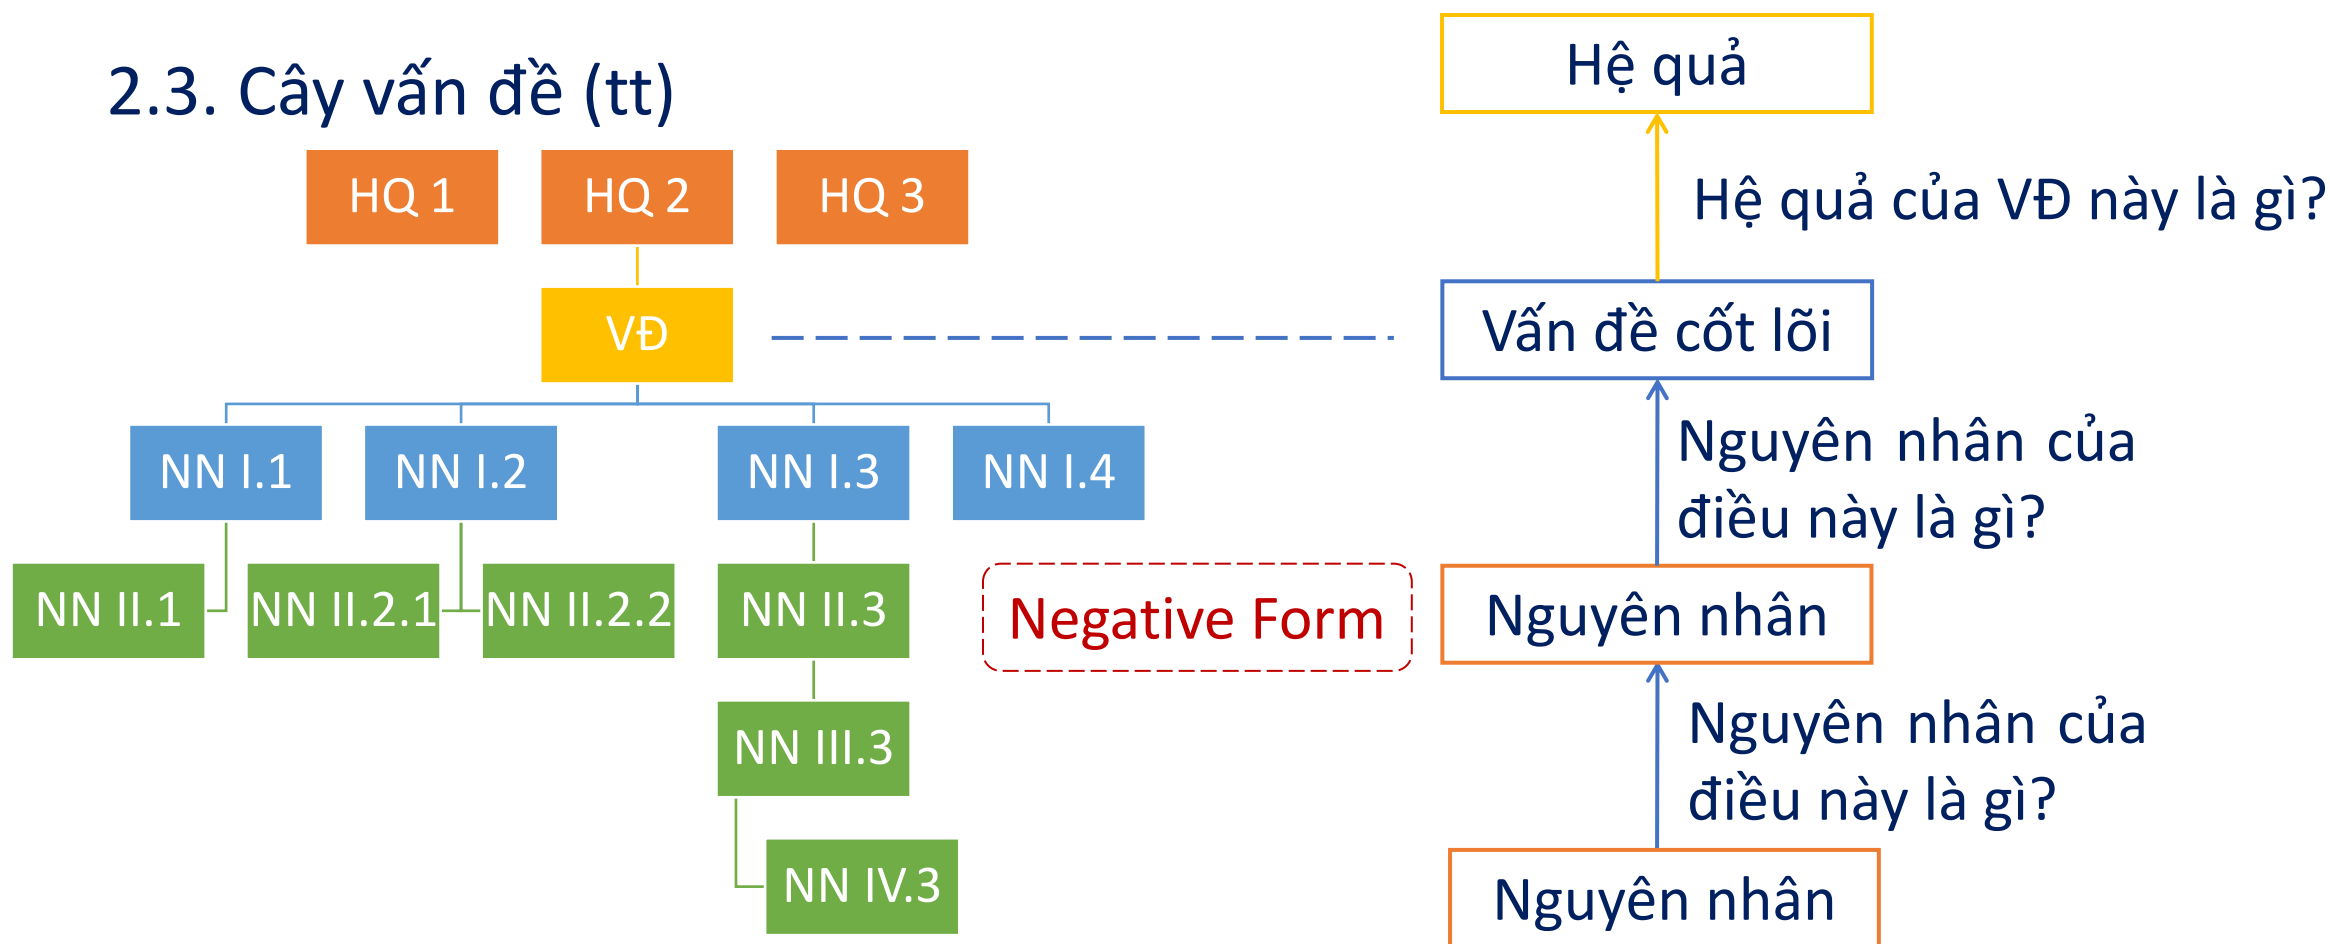 2.3. Cây vấn đề (tt)
HQ 1
HQ 2
HQ 3
VĐ
NN I.1
NN I.2
NN I.3
NN I.4
NN II.1
NN II.2.1
NN II.2.2
NN II.3
NN III.3
NN IV.3
Negative Form
Hệ quả
Hệ quả của VĐ này là gì?
Vấn đề cốt lõi
Nguyên nhân của
điều này là gì?
Nguyên nhân
Nguyên nhân của
điều này là gì?
Nguyên nhân